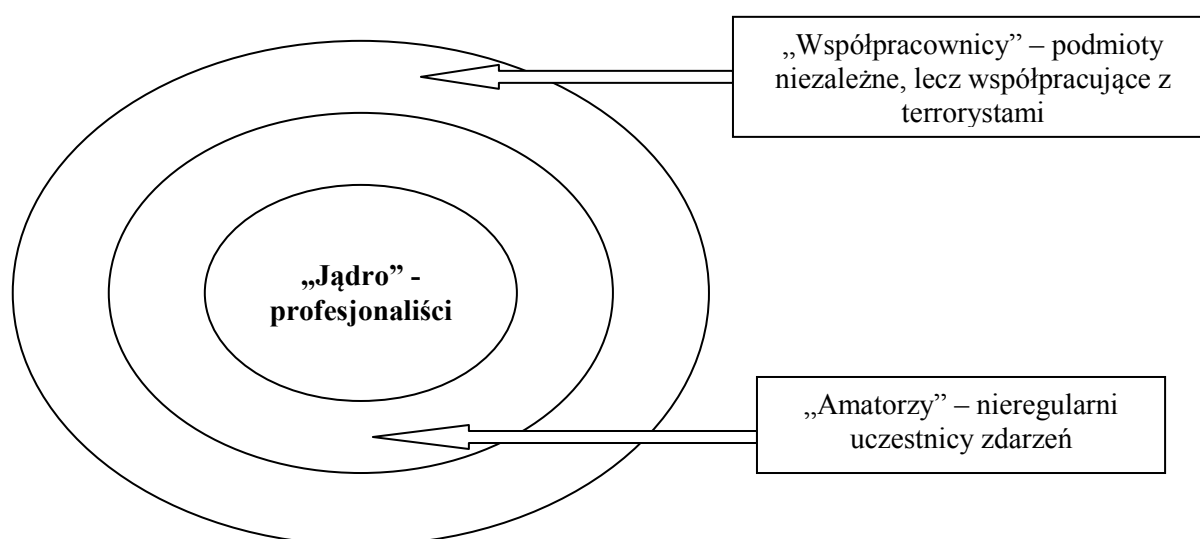 „Współpracownicy” – podmioty
niezależne, lecz współpracujące z
terrorystami
„Jądro” -
profesjonaliści
„Amatorzy” – nieregularni
uczestnicy zdarzeń